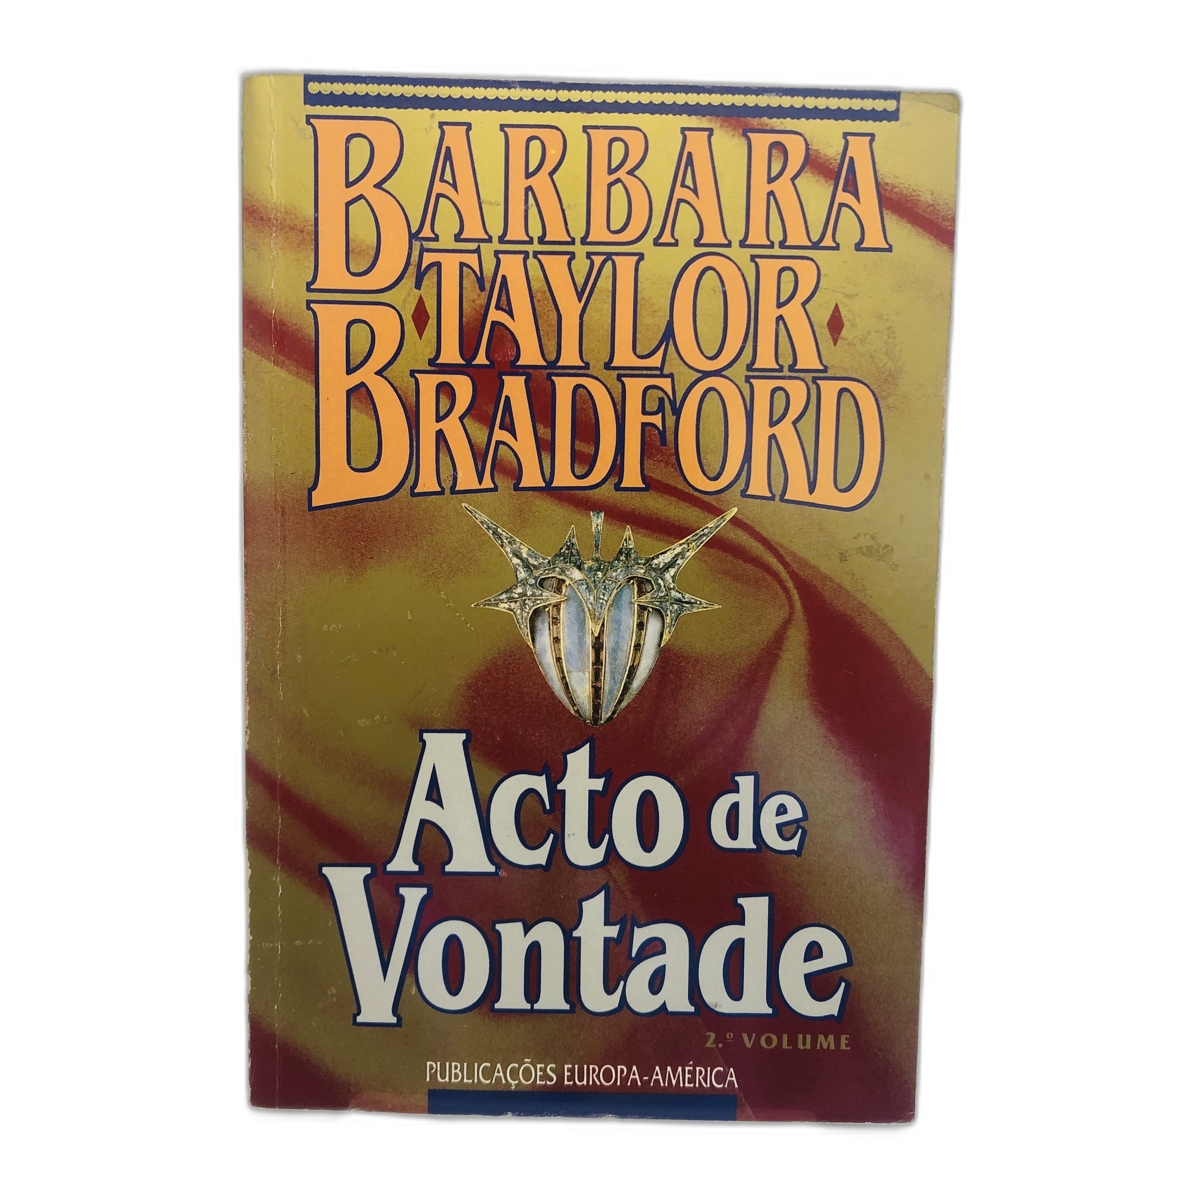 BARBARA
TAYLOR
BRADFORD
Acto de
Vontade
2.º VOLUME
PUBLICAÇÕES EUROPA-AMÉRICA